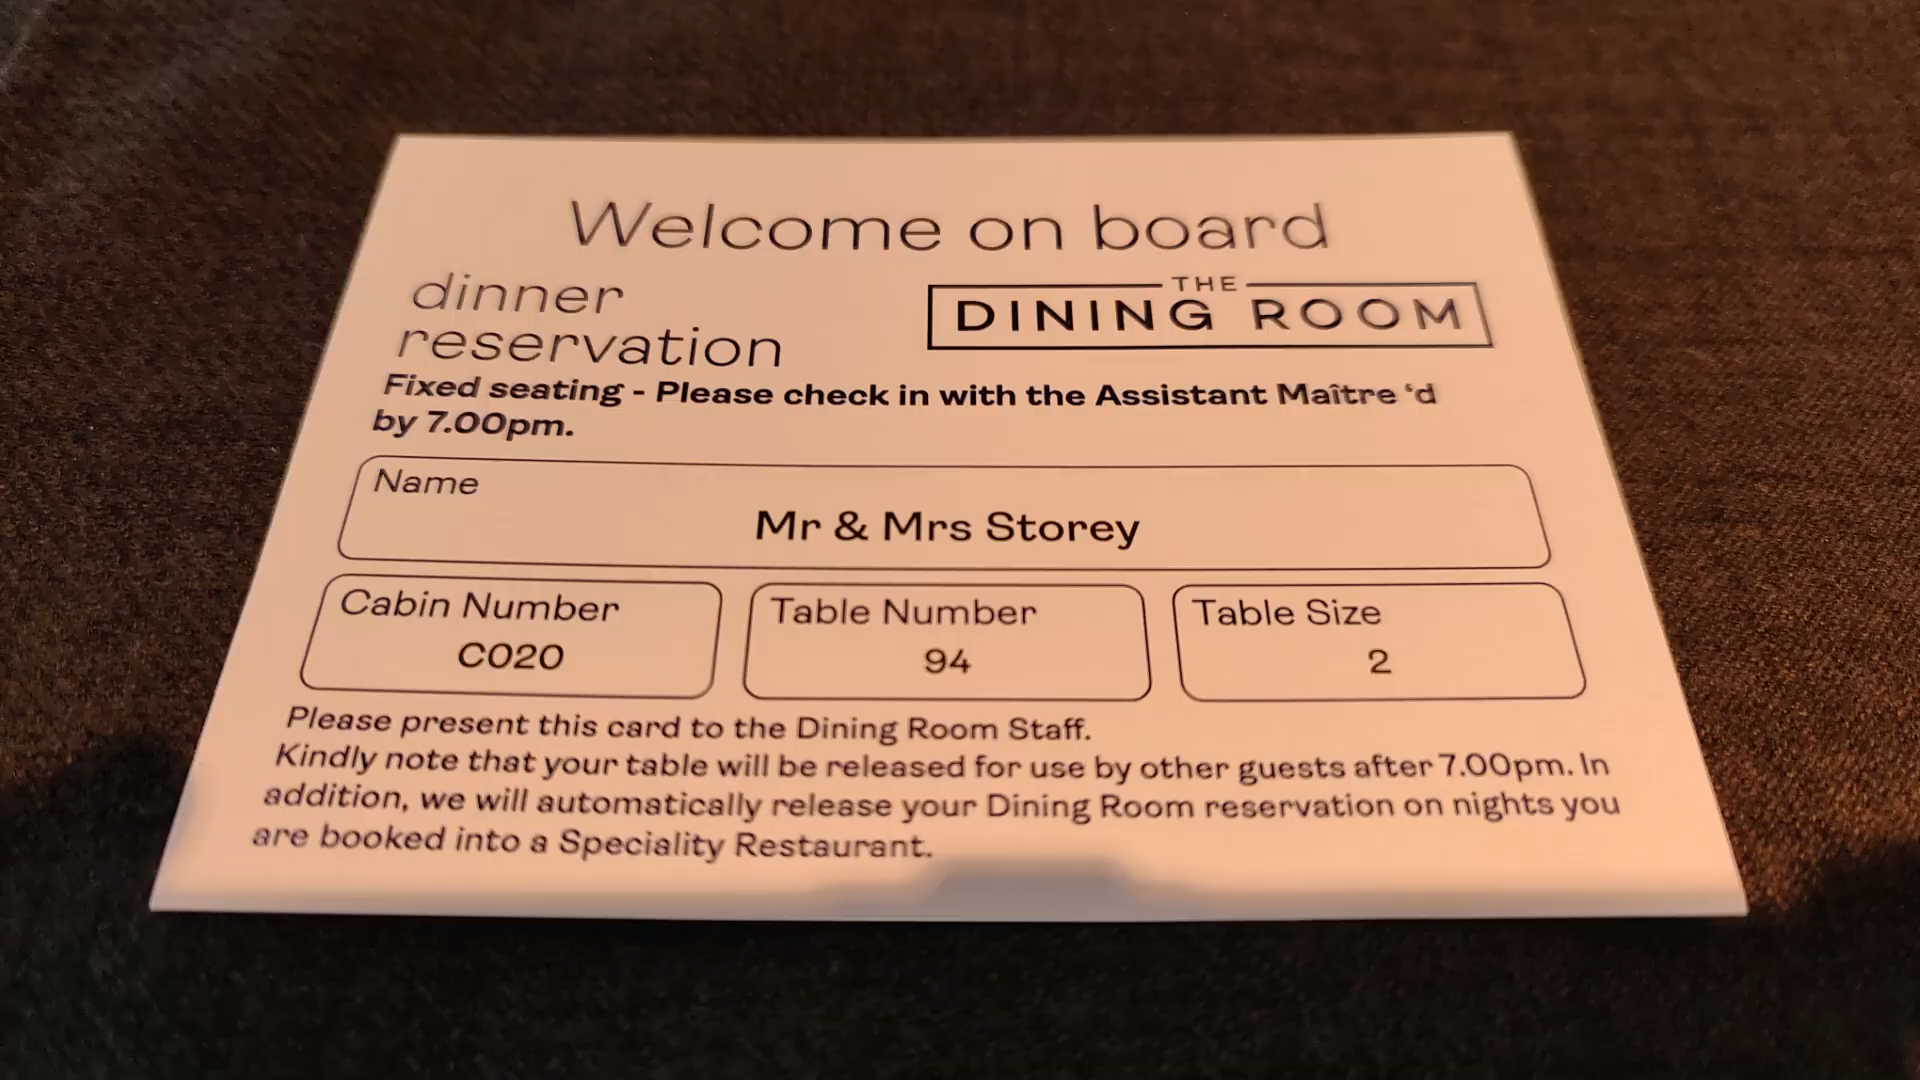 Welcome on board
dinner
reservation
THE
DINING ROOM
Fixed seating - Please check in with the Assistant Maître ‘d
by 7.00pm.
Name
Mr & Mrs Storey
Cabin Number
C020
Table Number
94
Table Size
2
Please present this card to the Dining Room Staff.
Kindly note that your table will be released for use by other guests after 7.00pm. In
addition, we will automatically release your Dining Room reservation on nights you
are booked into a Speciality Restaurant.